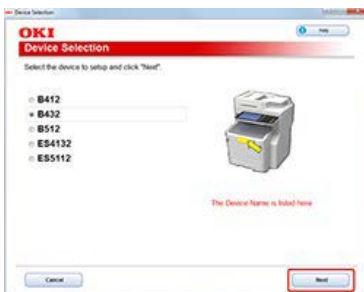 Device Selection
OKI
Help
Device Selection
Select the device to setup and click "Next".
B412
B432
B512
ES4132
ES5112
The Device Name is listed here
Cancel
Next